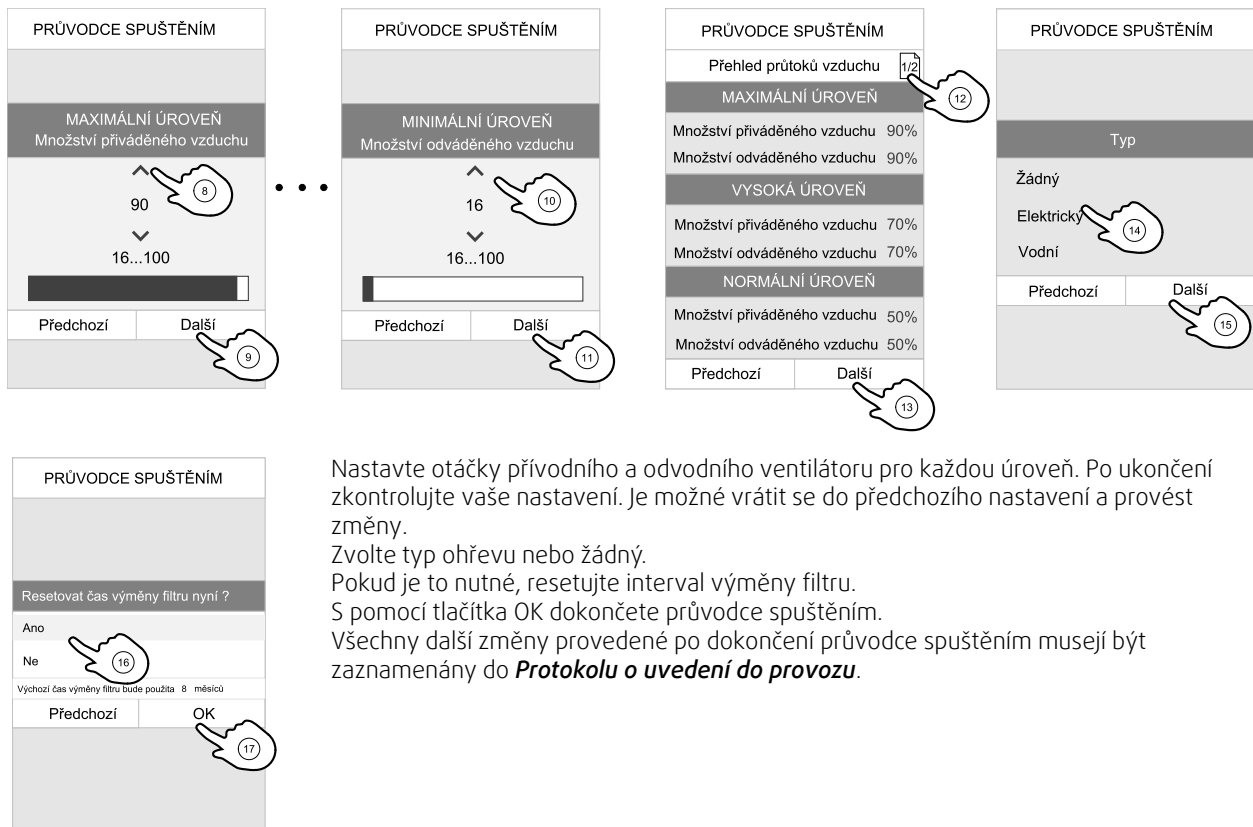 PRŮVODCE SPUŠTĚNÍM
MAXIMÁLNÍ ÚROVEŇ
Množství přiváděného vzduchu
8
90
16...100
Předchozí
Další
9
. . .
PRŮVODCE SPUŠTĚNÍM
MINIMÁLNÍ ÚROVEŇ
Množství odváděného vzduchu
10
16
16...100
Předchozí
Další
11
PRŮVODCE SPUŠTĚNÍM
Přehled průtoků vzduchu 1/2
12
MAXIMÁLNÍ ÚROVEŇ
Množství přiváděného vzduchu 90%
Množství odváděného vzduchu 90%
VYSOKÁ ÚROVEŇ
Množství přiváděného vzduchu 70%
Množství odváděného vzduchu 70%
NORMÁLNÍ ÚROVEŇ
Množství přiváděného vzduchu 50%
Množství odváděného vzduchu 50%
Předchozí
Další
13
PRŮVODCE SPUŠTĚNÍM
Typ
Žádný
Elektrický
14
Vodní
Předchozí
Další
15
PRŮVODCE SPUŠTĚNÍM
Resetovat čas výměny filtru nyní ?
Ano
Ne
16
Výchozí čas výměny filtru bude použita 8 měsíců
Předchozí
OK
17
Nastavte otáčky přívodního a odvodního ventilátoru pro každou úroveň. Po ukončení
zkontrolujte vaše nastavení. Je možné vrátit se do předchozího nastavení a provést
změny.
Zvolte typ ohřevu nebo žádný.
Pokud je to nutné, resetujte interval výměny filtru.
S pomocí tlačítka OK dokončete průvodce spuštěním.
Všechny další změny provedené po dokončení průvodce spuštěním musejí být
zaznamenány do Protokolu o uvedení do provozu.